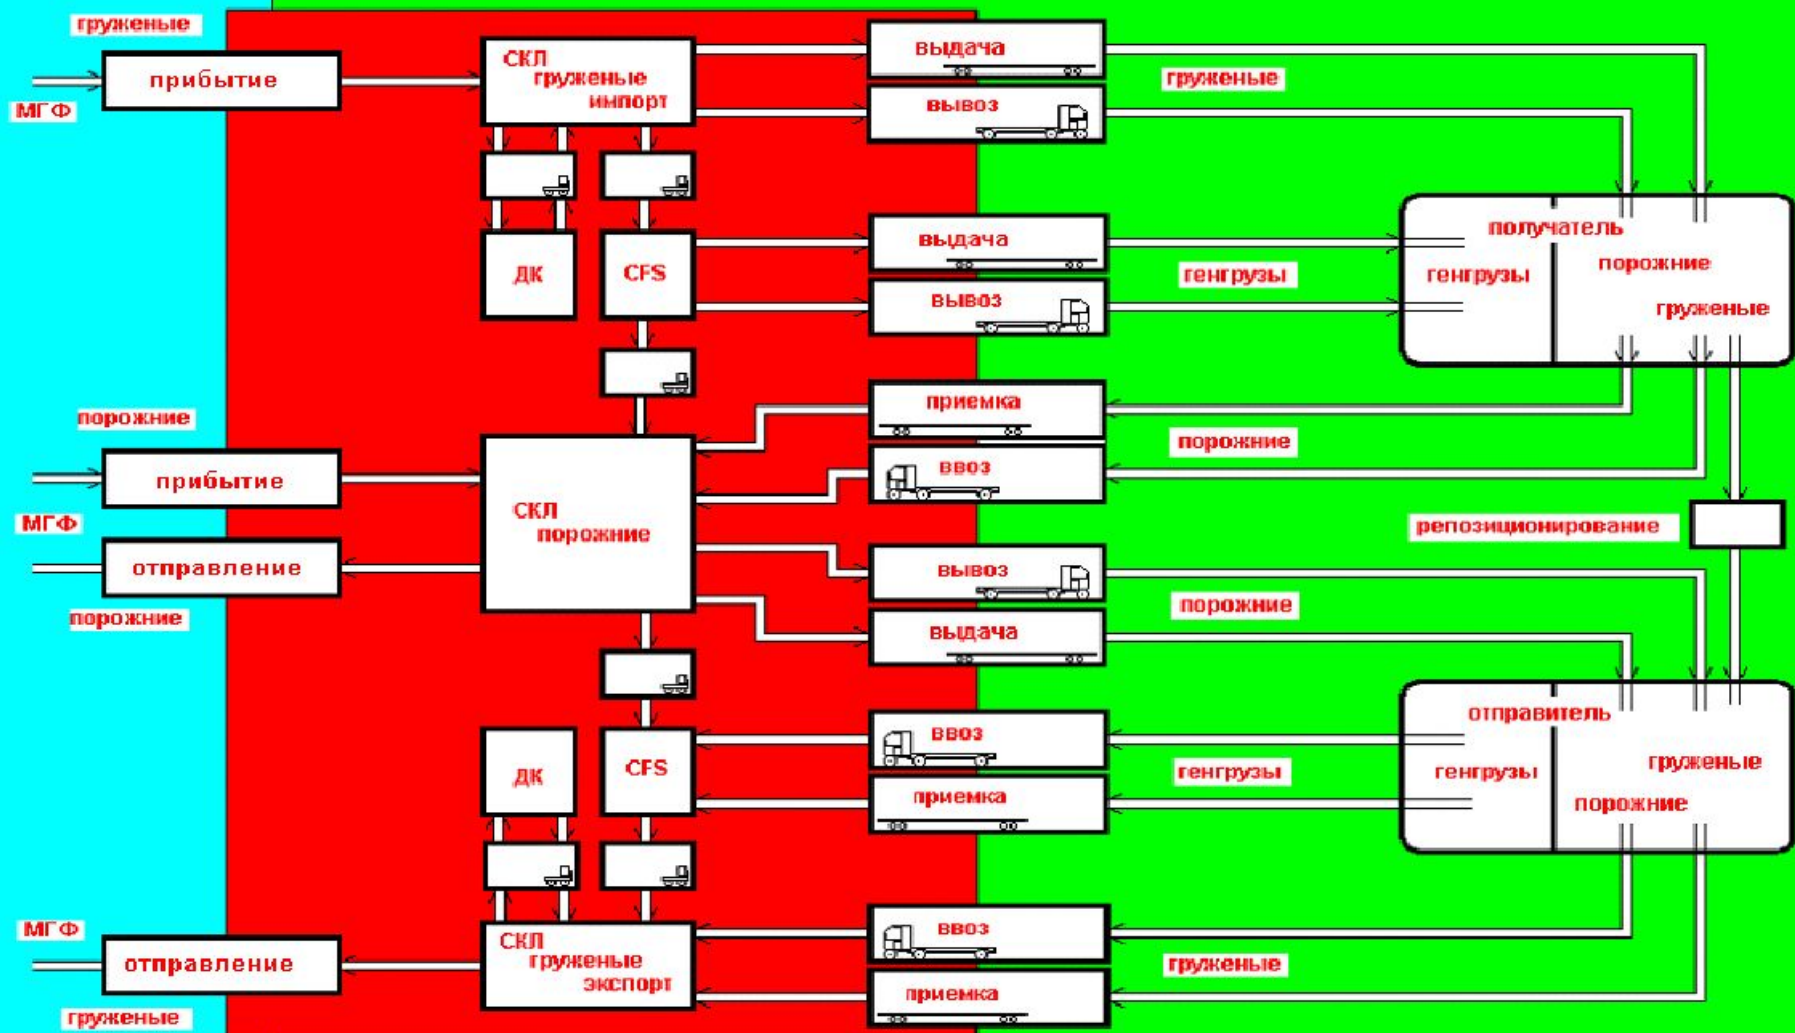 груженые
прибытие
МГФ
СКЛ
груженые
импорт
выдача
вывоз
груженые
ДК
CFS
выдача
вывоз
генгрузы
получатель
генгрузы
порожние
груженые
порожние
прибытие
МГФ
отправление
порожние
СКЛ
порожние
приемка
ввоз
порожние
репозиционирование
вывоз
выдача
порожние
ДК
CFS
ввоз
приемка
генгрузы
отправитель
генгрузы
груженые
порожние
МГФ
отправление
груженые
СКЛ
груженые
экспорт
ввоз
приемка
груженые